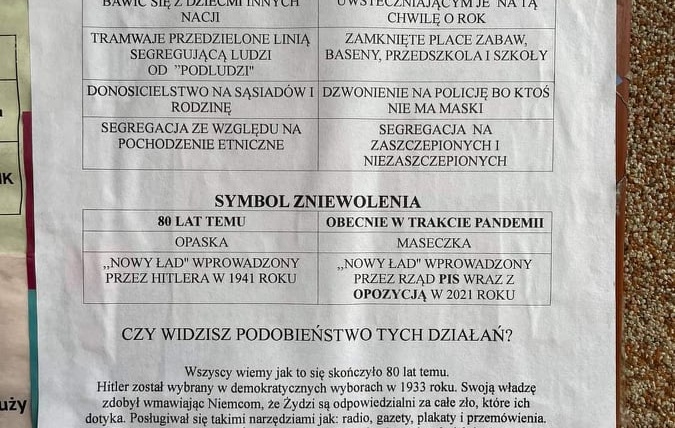 BAWIĆ SIĘ Z DZIEĆMI INNYCH
NACJI
UWSTECZNIAJĄCYM JE NA TĄ
CHWILĘ O ROK
TRAMWAJE PRZEDZIELONE LINIĄ
SEGREGUJĄCĄ LUDZI
OD "PODLUDZI"
ZAMKNIĘTE PLACE ZABAW,
BASENY, PRZEDSZKOLA I SZKOŁY
DONOSICIELSTWO NA SĄSIADÓW I
RODZINĘ
DZWONIENIE NA POLICJĘ BO KTOŚ
NIE MA MASKI
SEGREGACJA ZE WZGLĘDU NA
POCHODZENIE ETNICZNE
SEGREGACJA NA
ZASZCZEPIONYCH I
NIEZASZCZEPIONYCH
SYMBOL ZNIEWOLENIA
80 LAT TEMU
OBECNIE W TRAKCIE PANDEMII
OPASKA
MASECZKA
,,NOWY ŁAD" WPROWADZONY
PRZEZ HITLERA W 1941 ROKU
,,NOWY ŁAD" WPROWADZONY
PRZEZ RZĄD PIS WRAZ Z
OPOZYCJĄ W 2021 ROKU
CZY WIDZISZ PODOBIEŃSTWO TYCH DZIAŁAŃ?
Wszyscy wiemy jak to się skończyło 80 lat temu.
Hitler został wybrany w demokratycznych wyborach w 1933 roku. Swoją władzę
zdobył wmawiając Niemcom, że Żydzi są odpowiedzialni za całe zło, które ich
dotyka. Posługiwał się takimi narzędziami jak: radio, gazety, plakaty i przemówienia.